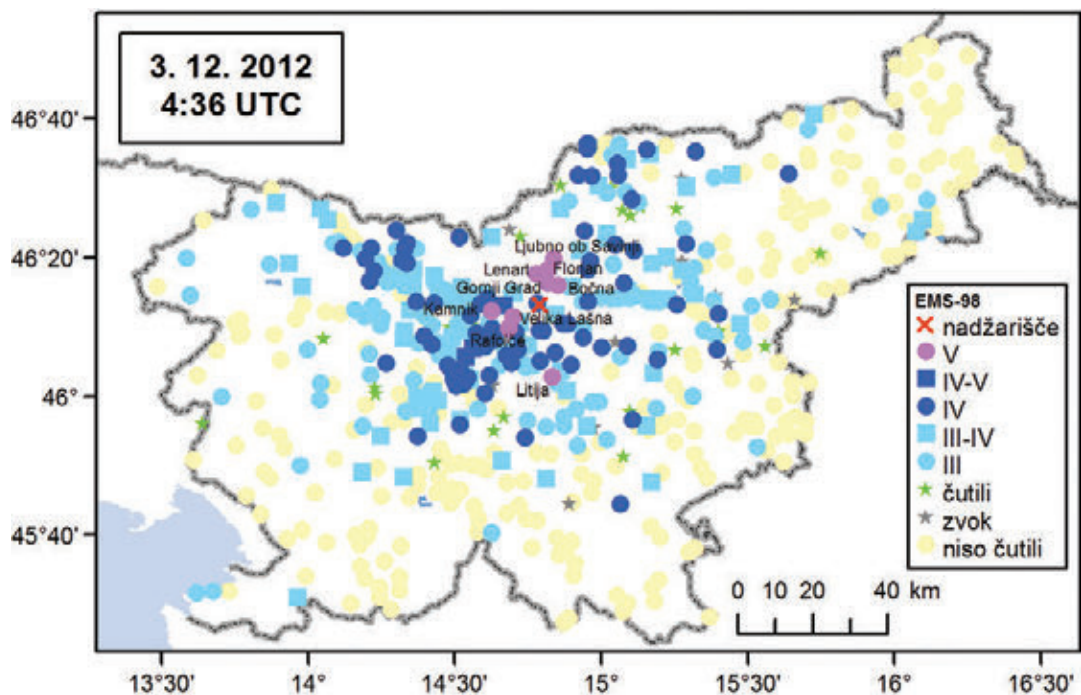 3. 12. 2012
4:36 UTC
46°40'
46°20'
46°
45°40'
Ljubno ob Savinji
Lenart
Florjan
Gornji Grad
Bočna
Kamnik
Velika Lašna
Rafolče
Litija
EMS-98
nadžarišče
V
IV-V
IV
III-IV
III
čutili
zvok
niso čutili
0 10 20 40 km
13°30'
14°
14°30'
15°
15°30'
16°
16°30'